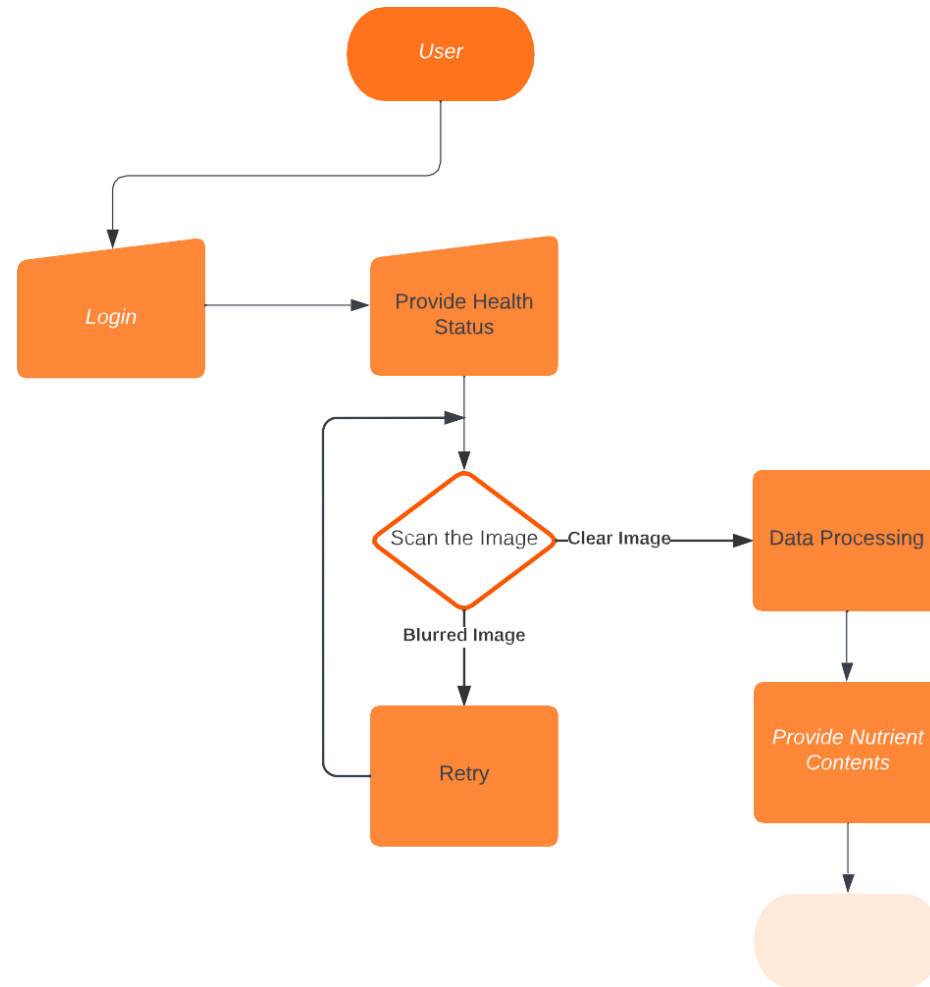 User
Login
Provide Health
Status
Scan the Image
Clear Image
Data Processing
Blurred Image
Provide Nutrient
Contents
Retry